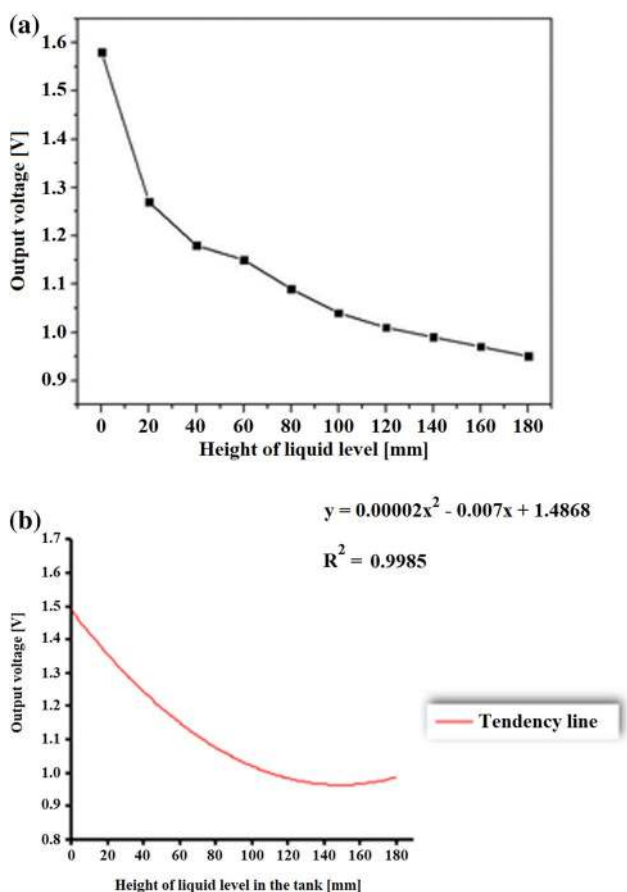 (a)
1.6
1.5
1.4
1.3
1.2
1.1
1.0
0.9
Output voltage [V]
0 20 40 60 80 100 120 140 160 180
Height of liquid level [mm]
(b)
y = 0.00002x² - 0.007x + 1.4868
R² = 0.9985
1.7
1.6
1.5
1.4
1.3
1.2
1.1
1.0
0.9
0.8
Output voltage [V]
Tendency line
0 20 40 60 80 100 120 140 160 180
Height of liquid level in the tank [mm]